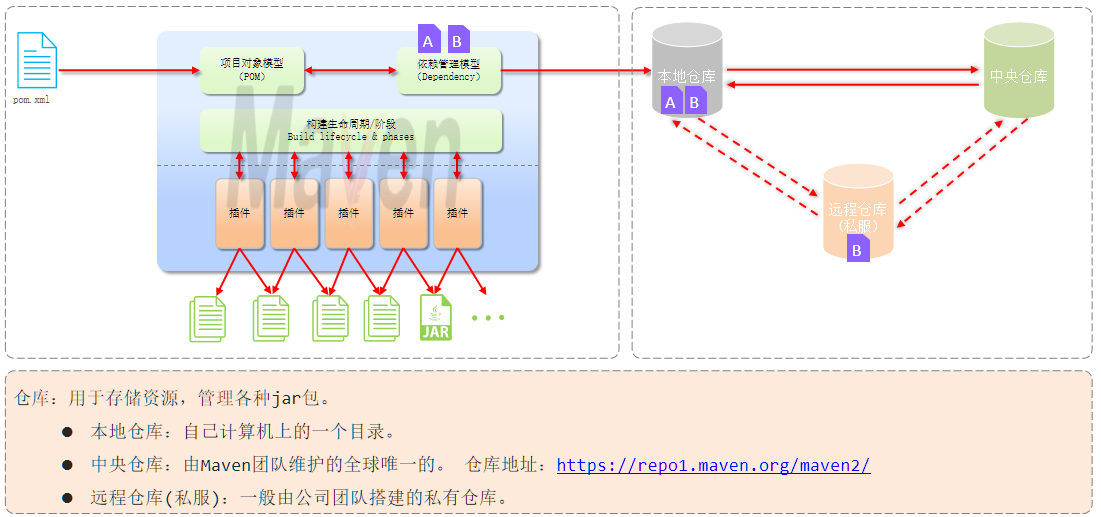 pom.xml
项目对象模型
(POM)
A B
依赖管理模型
(Dependency)
构建生命周期/阶段
Build lifecycle & phases
Maven
插件
插件
插件
插件
插件
JAR
本地仓库
A B
中央仓库
远程仓库
(私服)
B
仓库：用于存储资源，管理各种jar包。
● 本地仓库：自己计算机上的一个目录。
● 中央仓库：由Maven团队维护的全球唯一的。 仓库地址：https://repo1.maven.org/maven2/
● 远程仓库(私服)：一般由公司团队搭建的私有仓库。